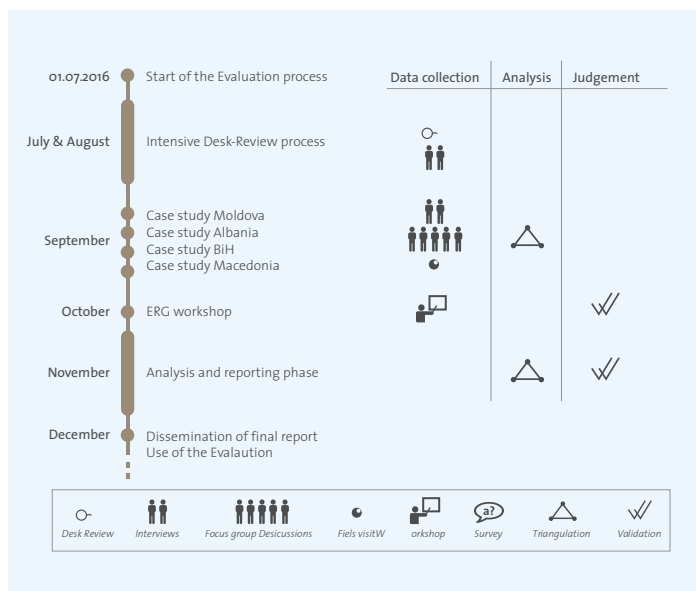 01.07.2016 Start of the Evaluation process
Data collection Analysis Judgement
July & August Intensive Desk-Review process
Case study Moldova
Case study Albania
September
Case study BiH
Case study Macedonia
October ERG workshop
November Analysis and reporting phase
December Dissemination of final report
Use of the Evalaution
a?
Desk Review Interviews Focus group Desicussions Fiels visitW orkshop Survey Triangulation Validation